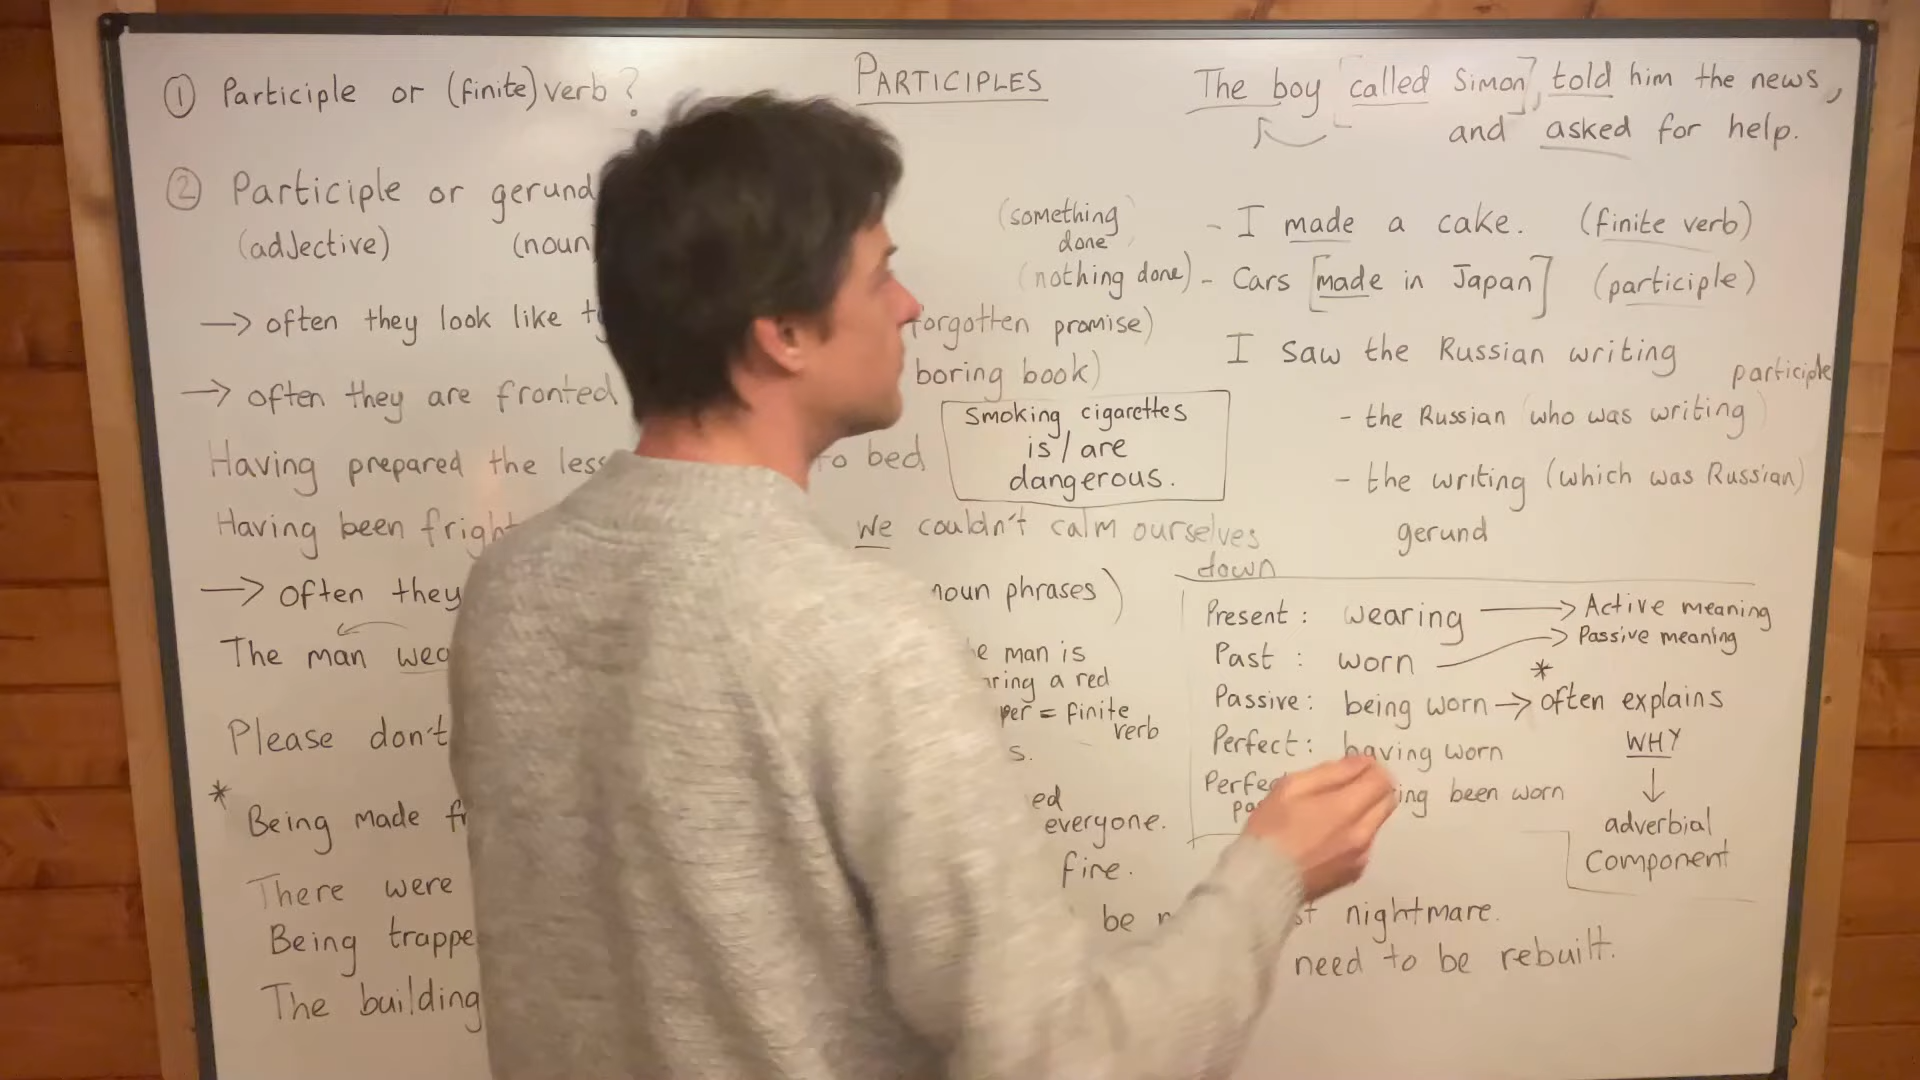 PARTICIPLES
① Participle or (finite) verb?
② Participle or gerund
(adjective) (noun
→ often they look like
forgotten promise)
boring book)
→ often they are fronted
Having prepared the less
to bed
Having been fright
We couldn't calm ourselves
down
→ often they
noun phrases)
The man wea
man is
ring a red
per = finite
verb
s.
Please don't
* Being made
ed
everyone.
There were
fire.
Being trappe
be
nightmare.
The building
need to be rebuilt.
Smoking cigarettes
is/are
dangerous.
The boy [called Simon], told him the news,
and asked for help.
(something
done
- I made a cake. (finite verb)
(nothing done) - Cars [made in Japan] (participle)
I saw the Russian writing
participle
- the Russian (who was writing)
- the writing (which was Russian)
gerund
Present: wearing → Active meaning
Past: worn → Passive meaning
*
Passive: being worn → often explains
WHY
↓
adverbial
component
Perfect: having worn
Perfec
pa
ing been worn